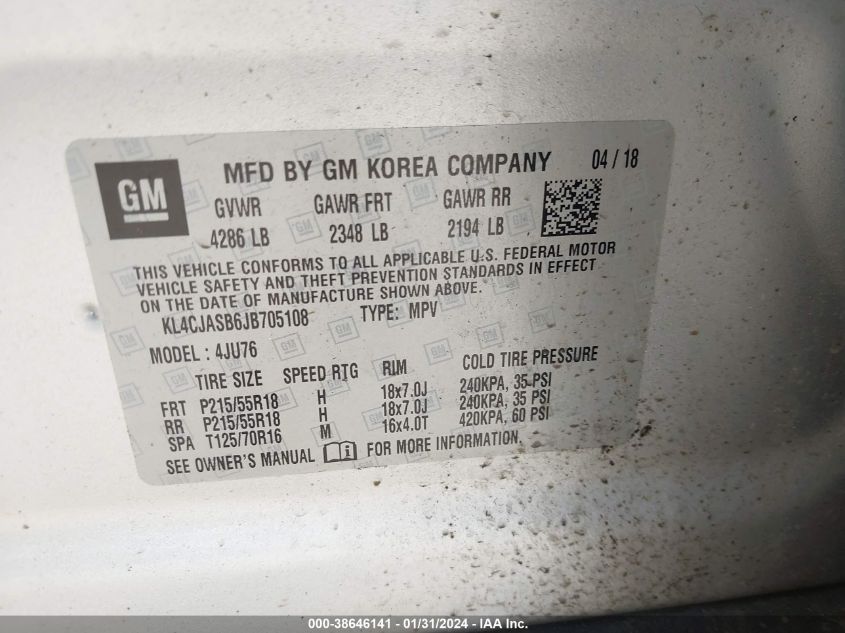 GM
MFD BY GM KOREA COMPANY 04 / 18
GVWR GAWR FRT GAWR RR
4286 LB 2348 LB 2194 LB
THIS VEHICLE CONFORMS TO ALL APPLICABLE U.S. FEDERAL MOTOR
VEHICLE SAFETY AND THEFT PREVENTION STANDARDS IN EFFECT
ON THE DATE OF MANUFACTURE SHOWN ABOVE.
KL4CJASB6JB705108 TYPE: MPV
MODEL : 4JU76
TIRE SIZE SPEED RTG RIM COLD TIRE PRESSURE
FRT P215/55R18 H 18x7.0J 240KPA, 35 PSI
RR P215/55R18 H 18x7.0J 240KPA, 35 PSI
SPA T125/70R16 M 16x4.0T 420KPA, 60 PSI
SEE OWNER'S MANUAL FOR MORE INFORMATION.
000-38646141 - 01/31/2024 - IAA Inc.